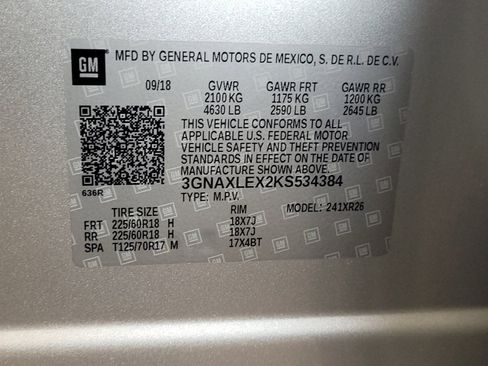 GM
MFD BY GENERAL MOTORS DE MEXICO, S. DE R.L. DE C.V.
09/18 GVWR GAWR FRT GAWR RR
2100 KG 1175 KG 1200 KG
4630 LB 2590 LB 2645 LB
THIS VEHICLE CONFORMS TO ALL
APPLICABLE U.S. FEDERAL MOTOR
VEHICLE SAFETY AND THEFT PREVENTION
STANDARDS IN EFFECT ON THE DATE OF
MANUFACTURE SHOWN ABOVE.
636R
3GNAXLEX2KS534384
TYPE: M.P.V. 241XR26
TIRE SIZE RIM
FRT 225/60R18 H 18X7J
RR 225/60R18 H 18X7J
SPA T125/70R17 M 17X4BT